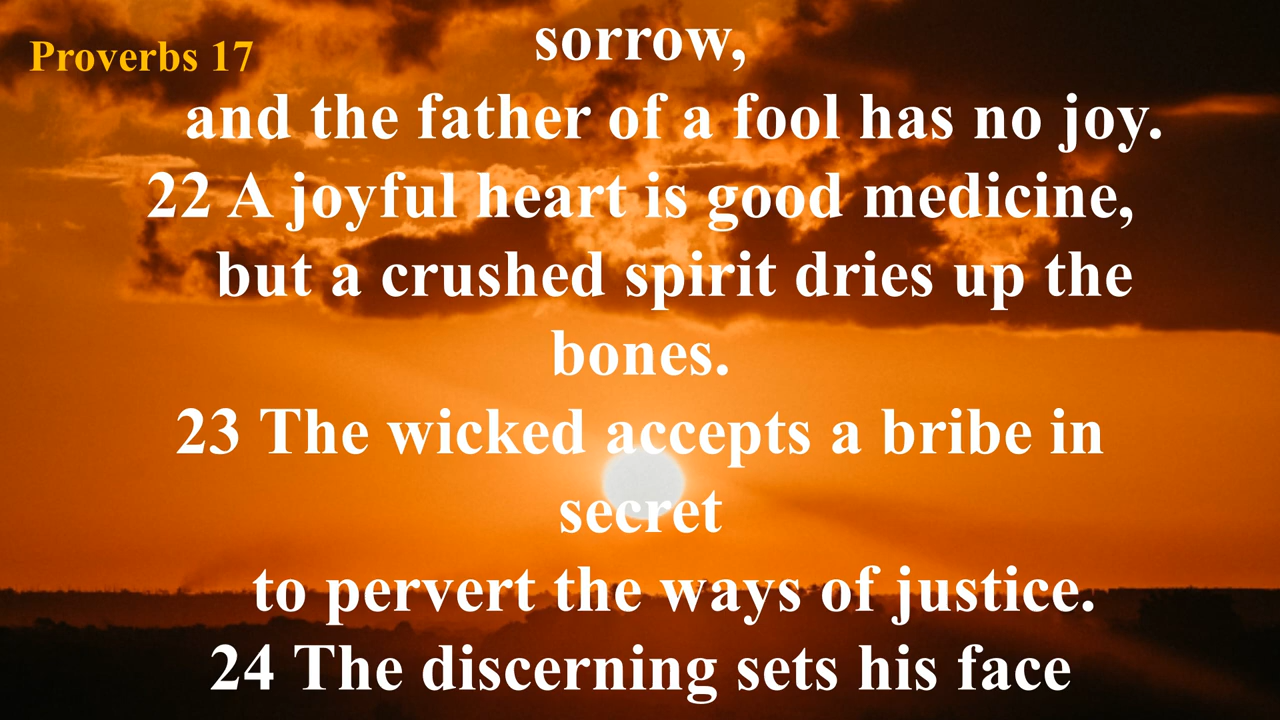 Proverbs 17
sorrow,
and the father of a fool has no joy.
22 A joyful heart is good medicine,
but a crushed spirit dries up the
bones.
23 The wicked accepts a bribe in
secret
to pervert the ways of justice.
24 The discerning sets his face